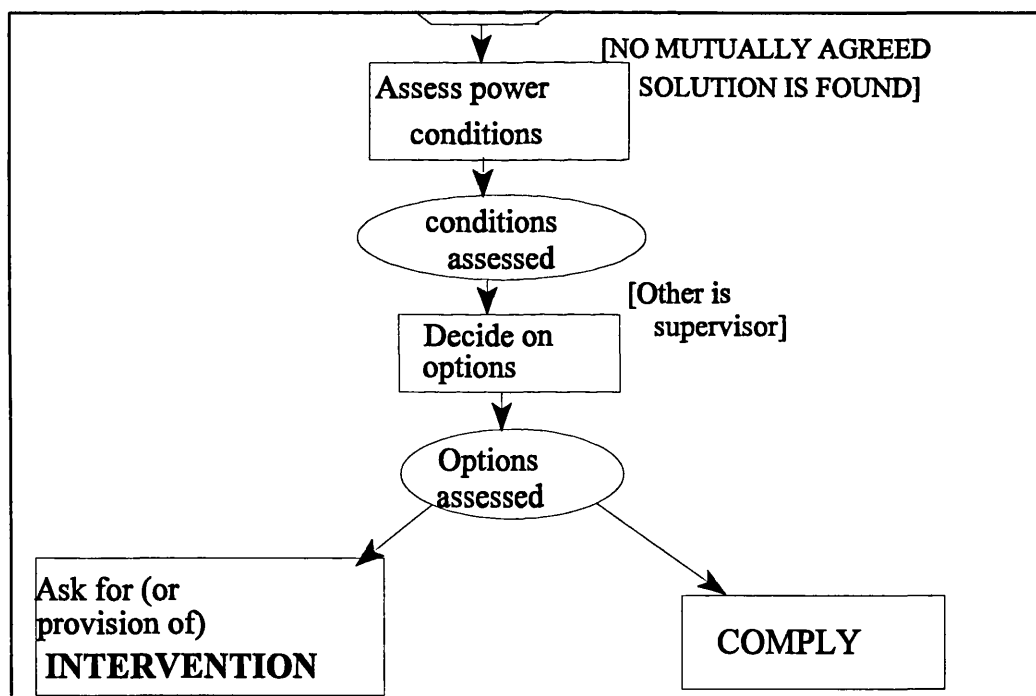 [NO MUTUALLY AGREED
SOLUTION IS FOUND]
Assess power
conditions
conditions
assessed
[Other is
supervisor]
Decide on
options
Options
assessed
Ask for (or
provision of)
INTERVENTION
COMPLY